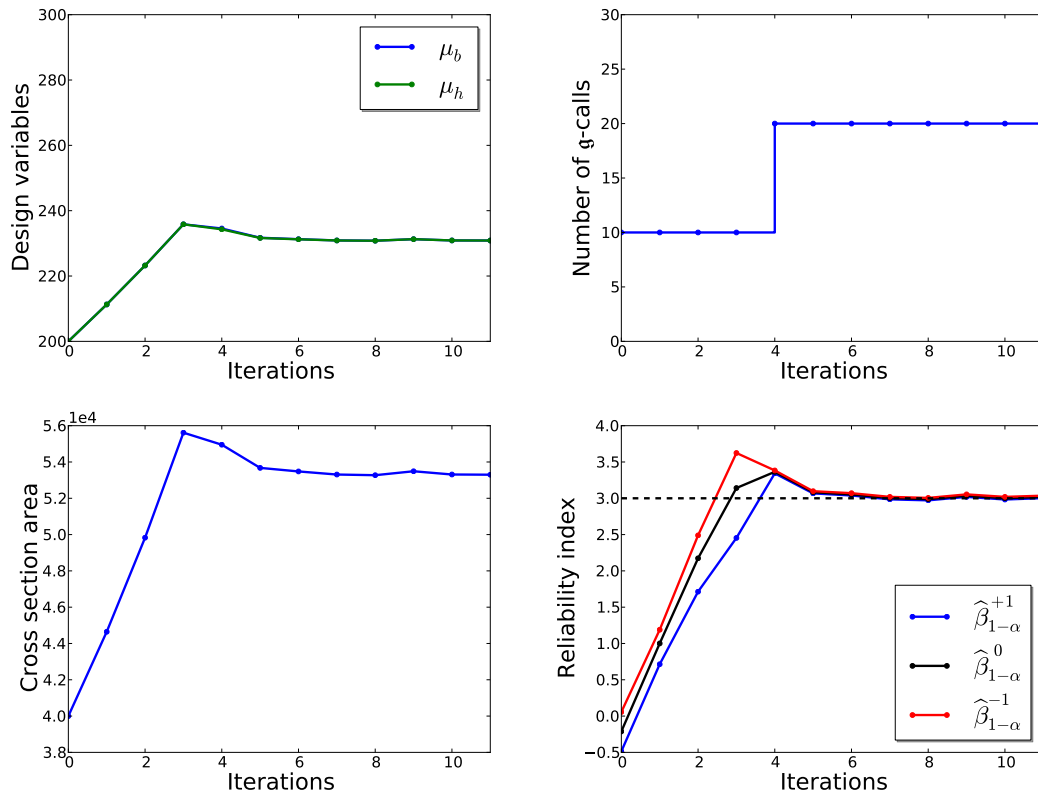 300
280
260
240
220
200
Design variables
μ_b
μ_h
0 2 4 6 8 10
Iterations
30
25
20
15
10
5
0
Number of 𝔤-calls
0 2 4 6 8 10
Iterations
1e4
5.6
5.4
5.2
5.0
4.8
4.6
4.4
4.2
4.0
3.8
Cross section area
0 2 4 6 8 10
Iterations
4.0
3.5
3.0
2.5
2.0
1.5
1.0
0.5
0.0
−0.5
Reliability index
β̂₁₋α⁺¹
β̂₁₋α⁰
β̂₁₋α⁻¹
0 2 4 6 8 10
Iterations